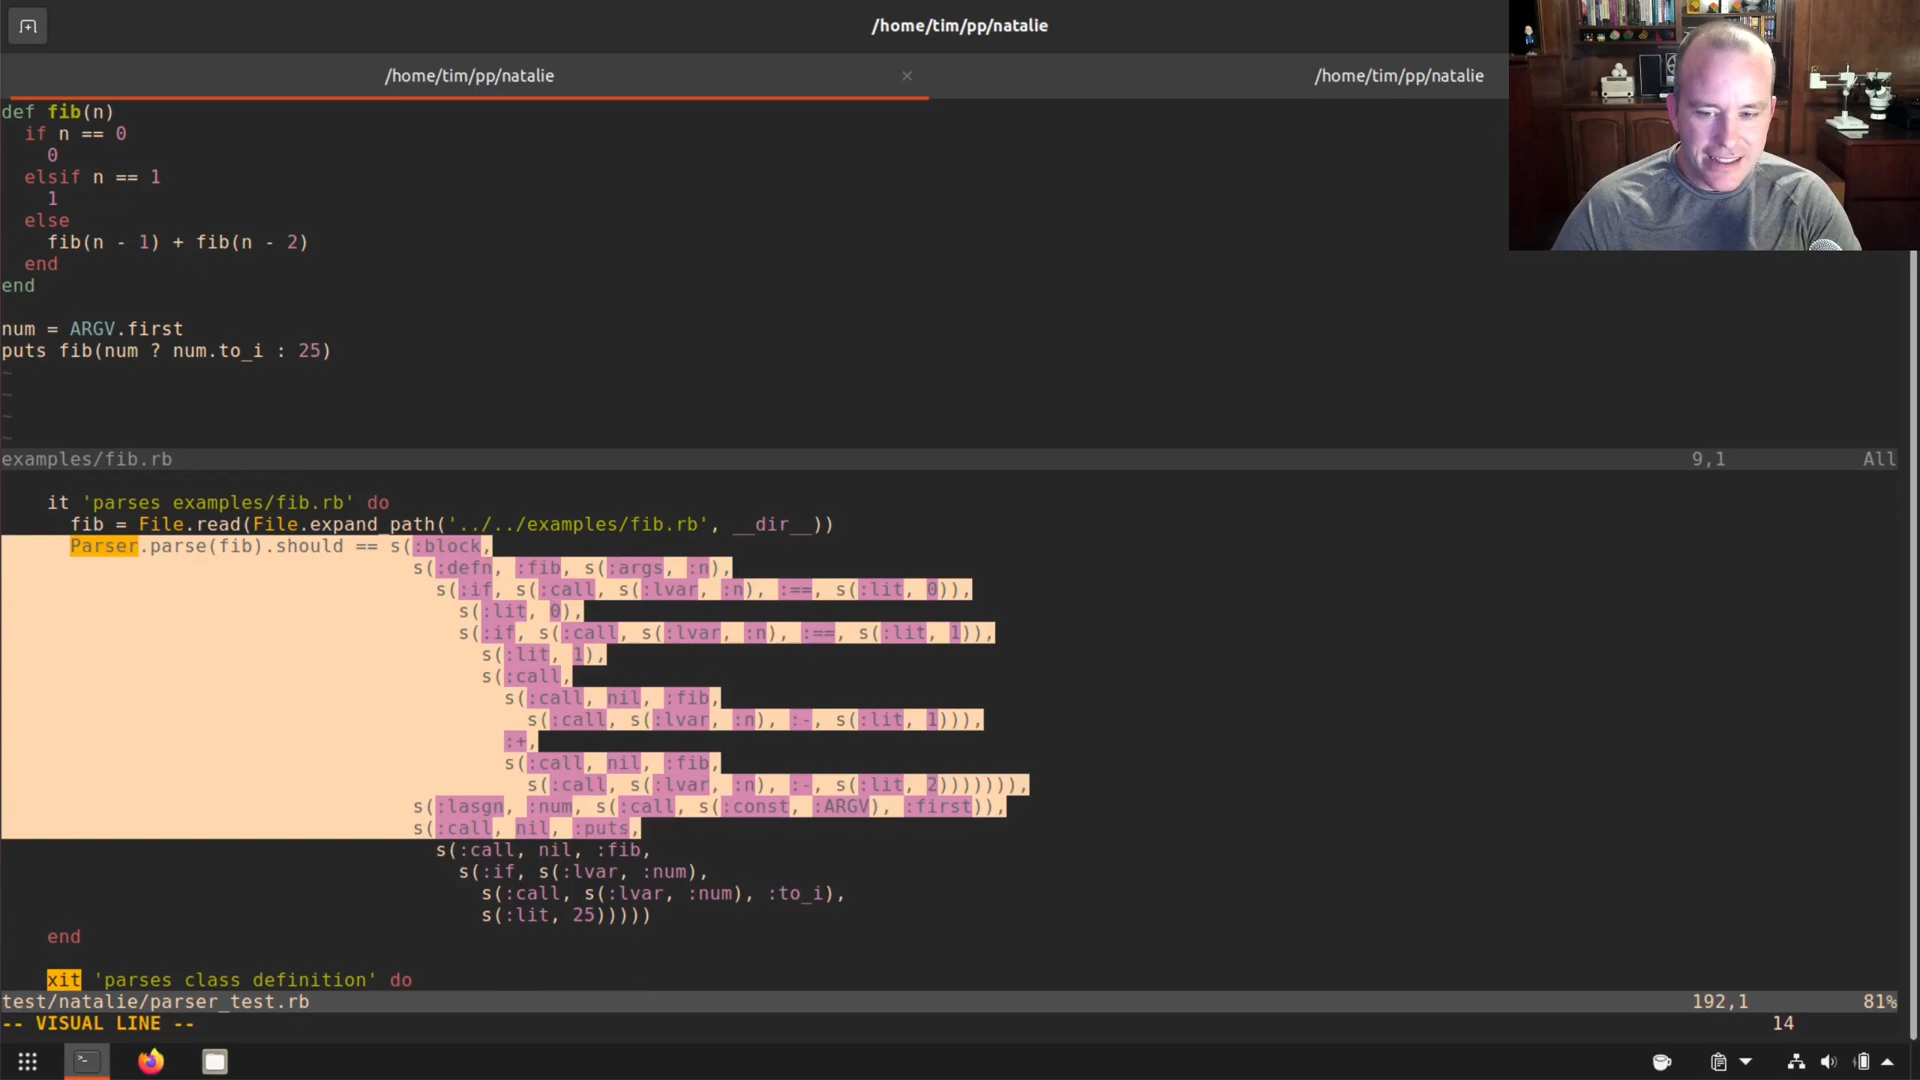 /home/tim/pp/natalie
/home/tim/pp/natalie × /home/tim/pp/natalie
def fib(n)
  if n == 0
    0
  elsif n == 1
    1
  else
    fib(n - 1) + fib(n - 2)
  end
end
num = ARGV.first
puts fib(num ? num.to_i : 25)
~
~
~
~
examples/fib.rb 9,1 All
    it 'parses examples/fib.rb' do
      fib = File.read(File.expand_path('../../examples/fib.rb', __dir__))
      Parser.parse(fib).should == s(:block,
                                    s(:defn, :fib, s(:args, :n),
                                      s(:if, s(:call, s(:lvar, :n), :==, s(:lit, 0)),
                                        s(:lit, 0),
                                        s(:if, s(:call, s(:lvar, :n), :==, s(:lit, 1)),
                                          s(:lit, 1),
                                          s(:call,
                                            s(:call, nil, :fib,
                                              s(:call, s(:lvar, :n), :-, s(:lit, 1))),
                                            :+,
                                            s(:call, nil, :fib,
                                              s(:call, s(:lvar, :n), :-, s(:lit, 2))))))),
                                    s(:lasgn, :num, s(:call, s(:const, :ARGV), :first)),
                                    s(:call, nil, :puts,
                                      s(:call, nil, :fib,
                                        s(:if, s(:lvar, :num),
                                          s(:call, s(:lvar, :num), :to_i),
                                          s(:lit, 25)))))
    end
    xit 'parses class definition' do
test/natalie/parser_test.rb 192,1 81%
-- VISUAL LINE -- 14